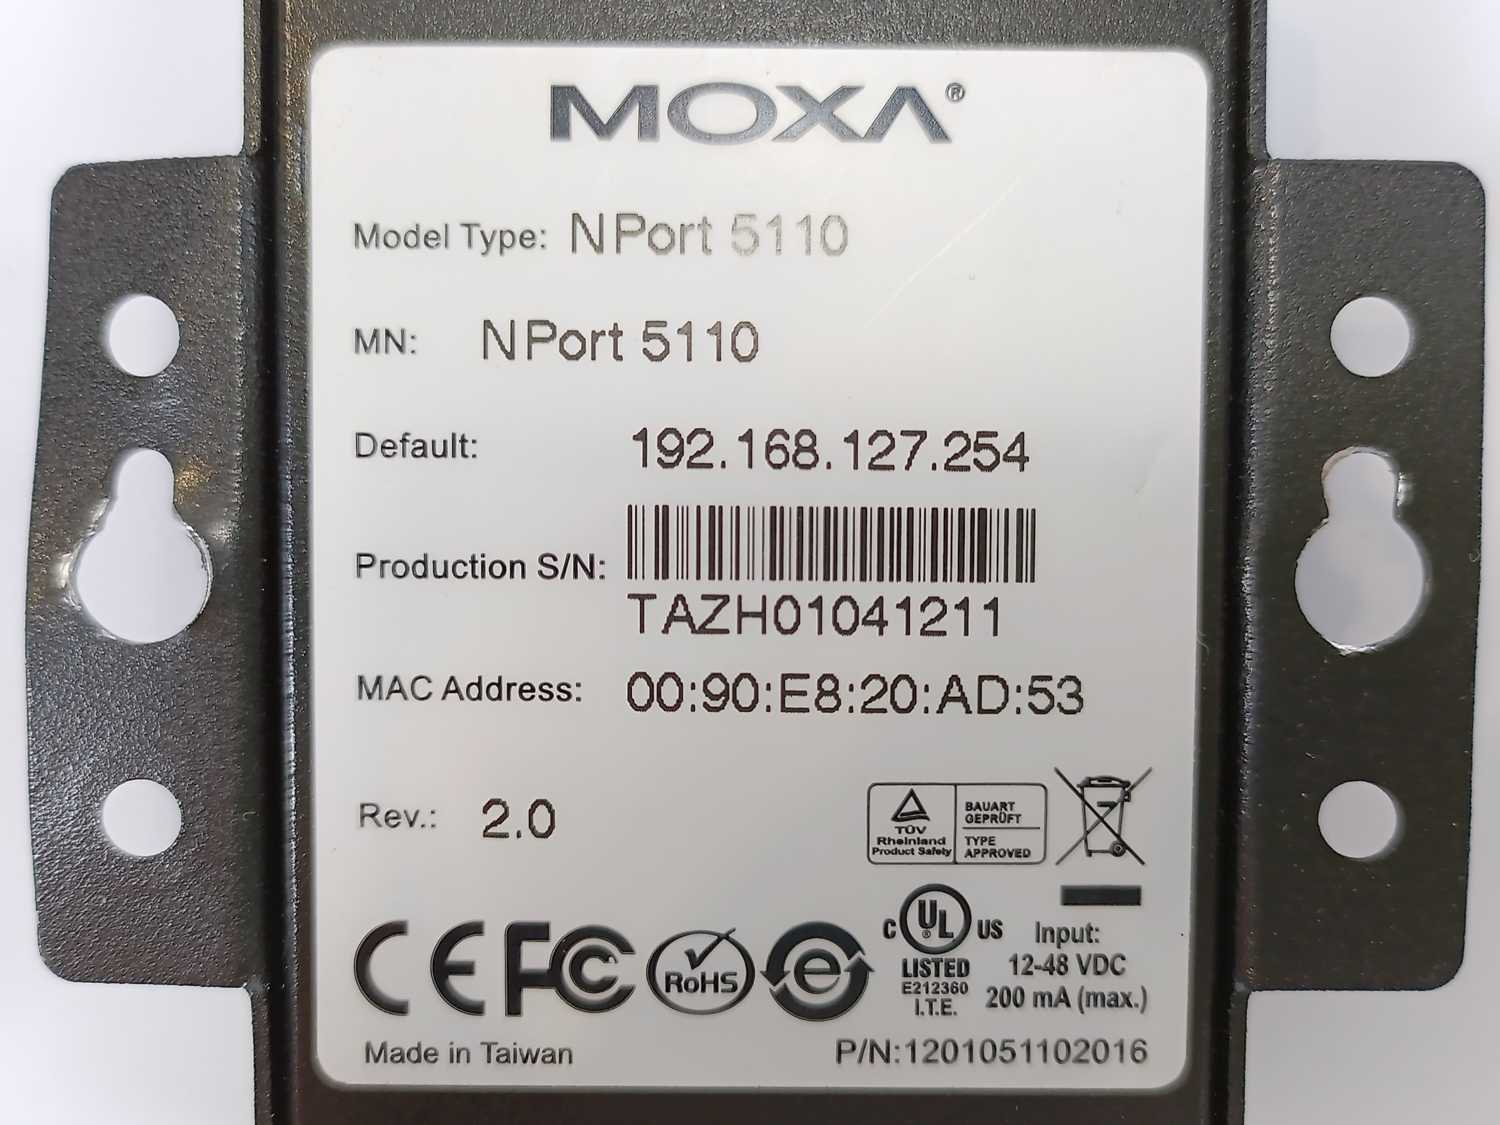 MOXA®
Model Type: NPort 5110
MN: NPort 5110
Default: 192.168.127.254
Production S/N:
TAZH01041211
MAC Address: 00:90:E8:20:AD:53
Rev.: 2.0
TÜV
Rheinland
Product Safety
BAUART
GEPRÜFT
TYPE
APPROVED
CE FC RoHS e
c UL® US
LISTED
E212360
I.T.E.
Input:
12-48 VDC
200 mA (max.)
Made in Taiwan
P/N:1201051102016